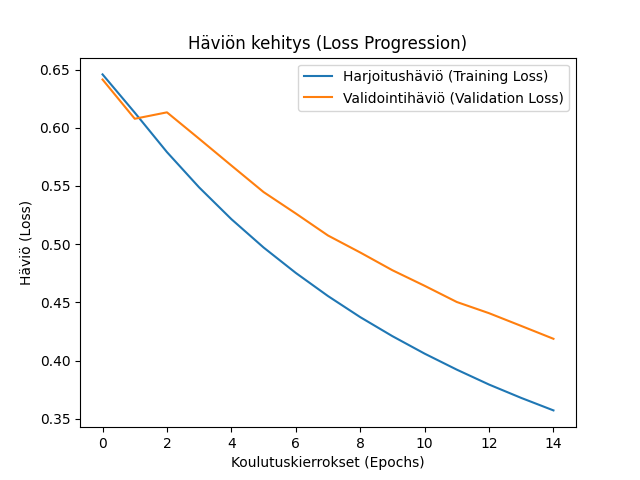 Häviön kehitys (Loss Progression)
Harjoitushäviö (Training Loss)
Validointihäviö (Validation Loss)
Häviö (Loss)
0.65
0.60
0.55
0.50
0.45
0.40
0.35
0 2 4 6 8 10 12 14
Koulutuskierrokset (Epochs)